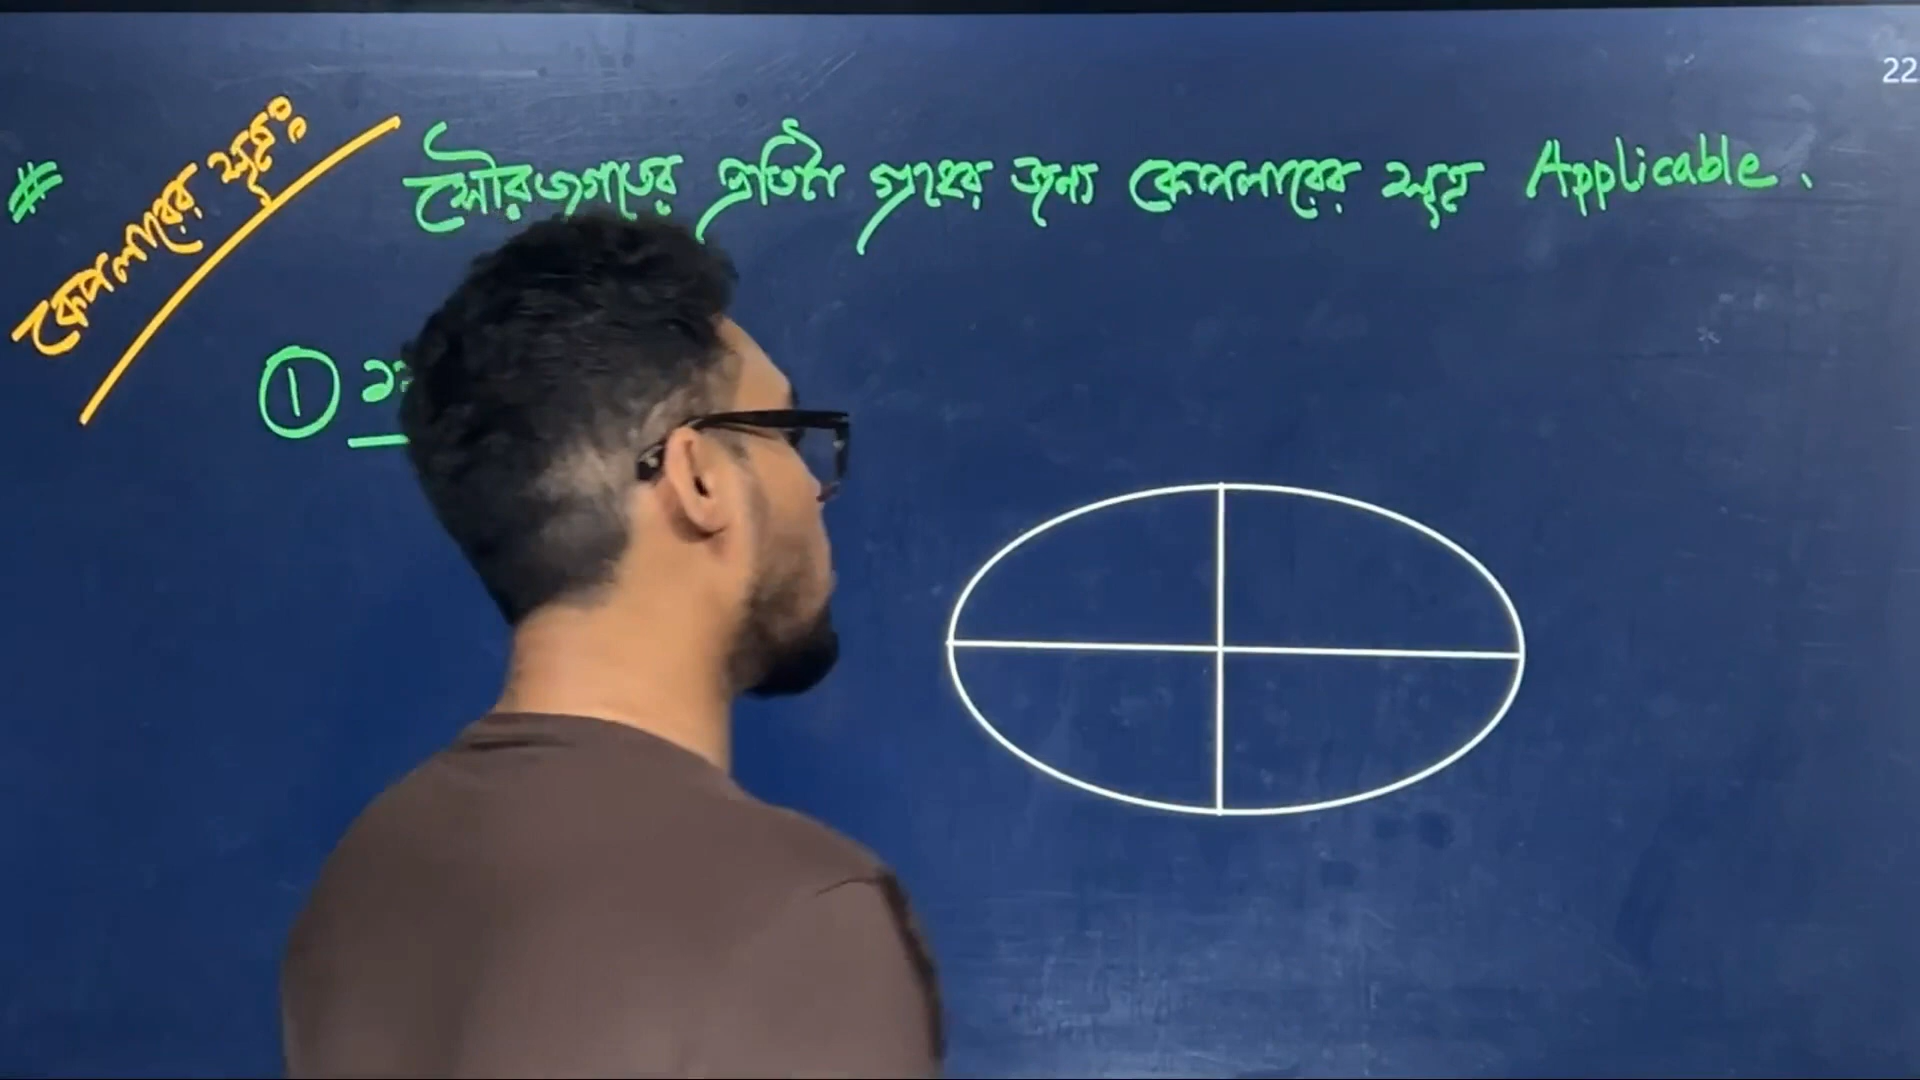 22
# কেপলারের সূত্রঃ
সৌরজগতের প্রতিটা গ্রহের জন্য কেপলারের সূত্র Applicable.
①